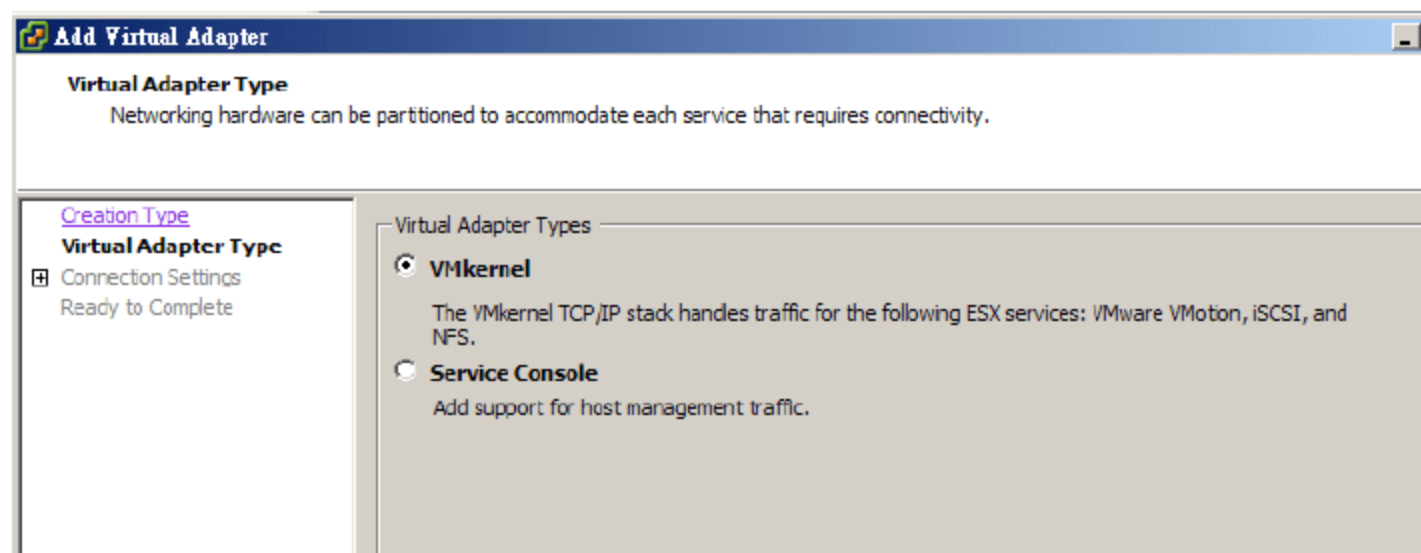 Add Virtual Adapter
Virtual Adapter Type
Networking hardware can be partitioned to accommodate each service that requires connectivity.
Creation Type
Virtual Adapter Type
Connection Settings
Ready to Complete
Virtual Adapter Types
VMkernel
The VMkernel TCP/IP stack handles traffic for the following ESX services: VMware VMotion, iSCSI, and
NFS.
Service Console
Add support for host management traffic.